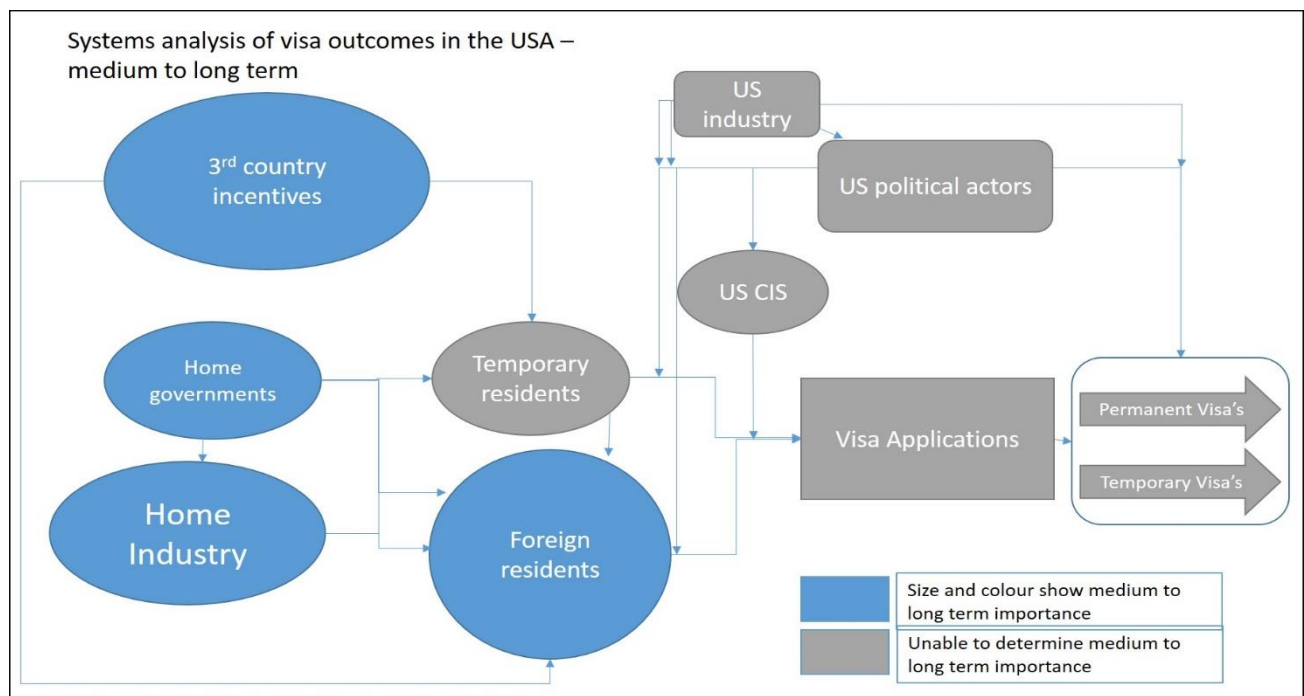 Systems analysis of visa outcomes in the USA –
medium to long term
US
industry
3rd country
incentives
US political actors
US CIS
Home
governments
Temporary
residents
Visa Applications
Permanent Visa's
Temporary Visa's
Home
Industry
Foreign
residents
Size and colour show medium to
long term importance
Unable to determine medium to
long term importance